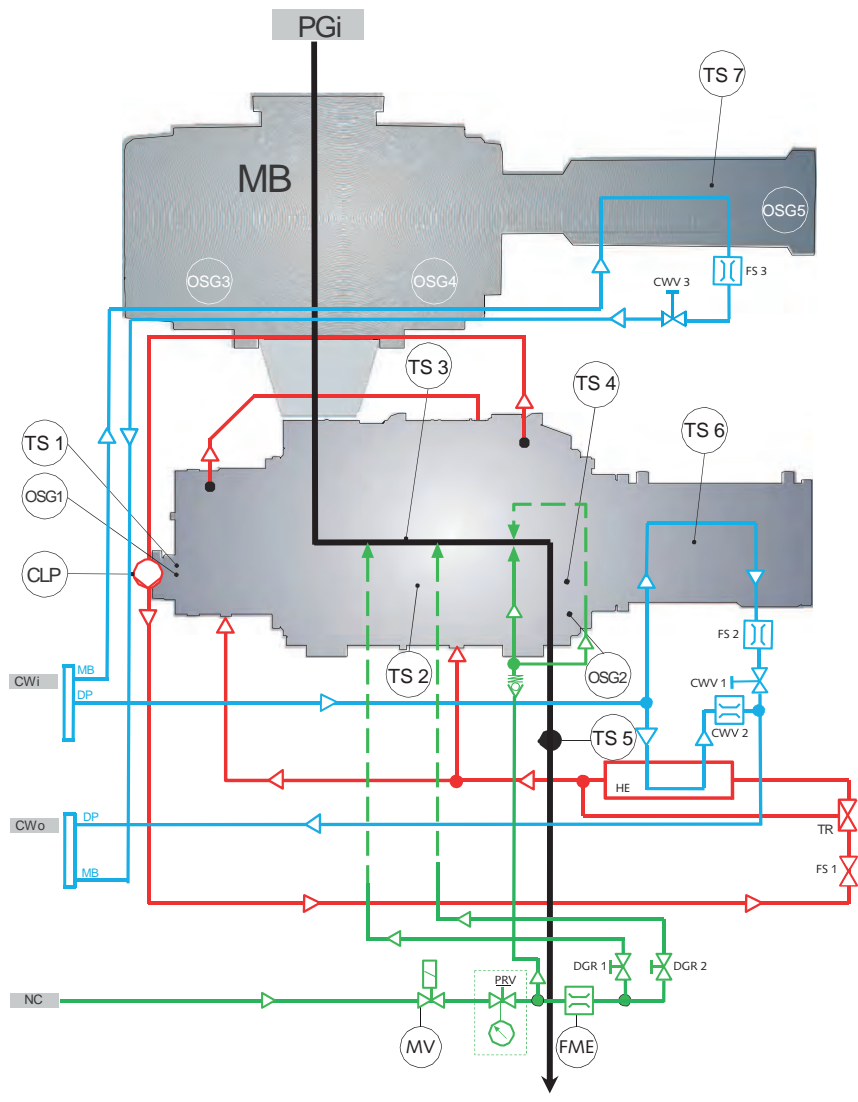 PGi
TS 7
MB
OSG5
OSG3
OSG4
FS 3
CWV 3
TS 3
TS 4
TS 6
TS 1
OSG1
CLP
FS 2
TS 2
OSG2
CWi
MB
DP
CWV 1
CWV 2
TS 5
HE
CWo
DP
TR
MB
FS 1
DGR 1
DGR 2
NC
PRV
MV
FME